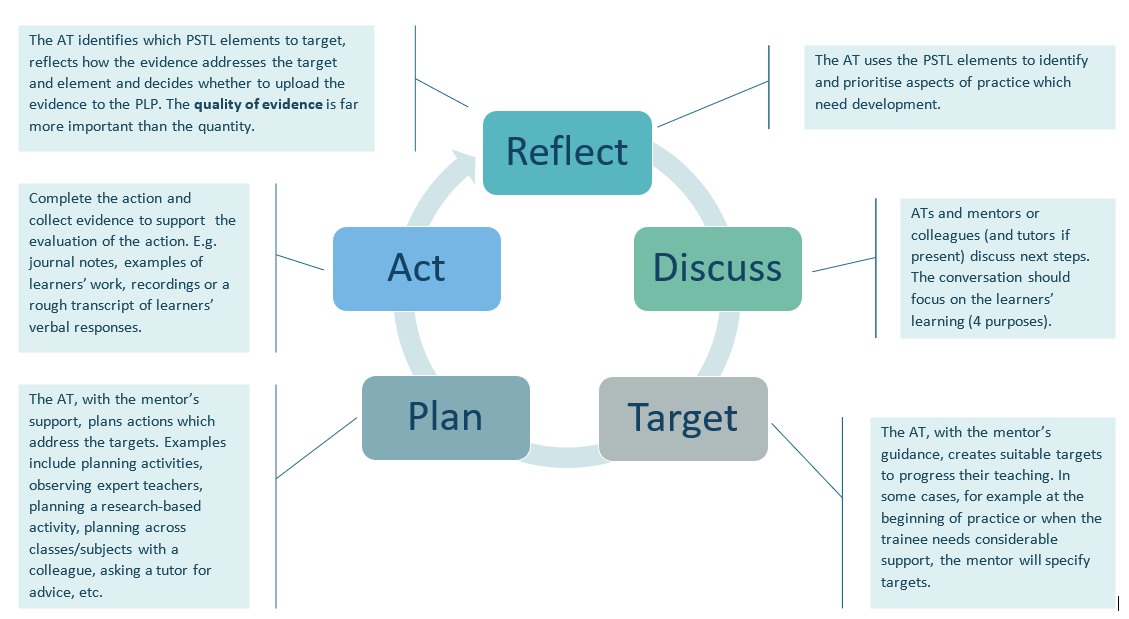 The AT identifies which PSTL elements to target,
reflects how the evidence addresses the target
and element and decides whether to upload the
evidence to the PLP. The quality of evidence is far
more important than the quantity.
The AT uses the PSTL elements to identify
and prioritise aspects of practice which
need development.
Reflect
Complete the action and
collect evidence to support the
evaluation of the action. E.g.
journal notes, examples of
learners’ work, recordings or a
rough transcript of learners’
verbal responses.
Act
Discuss
ATs and mentors or
colleagues (and tutors if
present) discuss next steps.
The conversation should
focus on the learners’
learning (4 purposes).
The AT, with the mentor’s
support, plans actions which
address the targets. Examples
include planning activities,
observing expert teachers,
planning a research-based
activity, planning across
classes/subjects with a
colleague, asking a tutor for
advice, etc.
Plan
Target
The AT, with the mentor’s
guidance, creates suitable targets
to progress their teaching. In
some cases, for example at the
beginning of practice or when the
trainee needs considerable
support, the mentor will specify
targets.